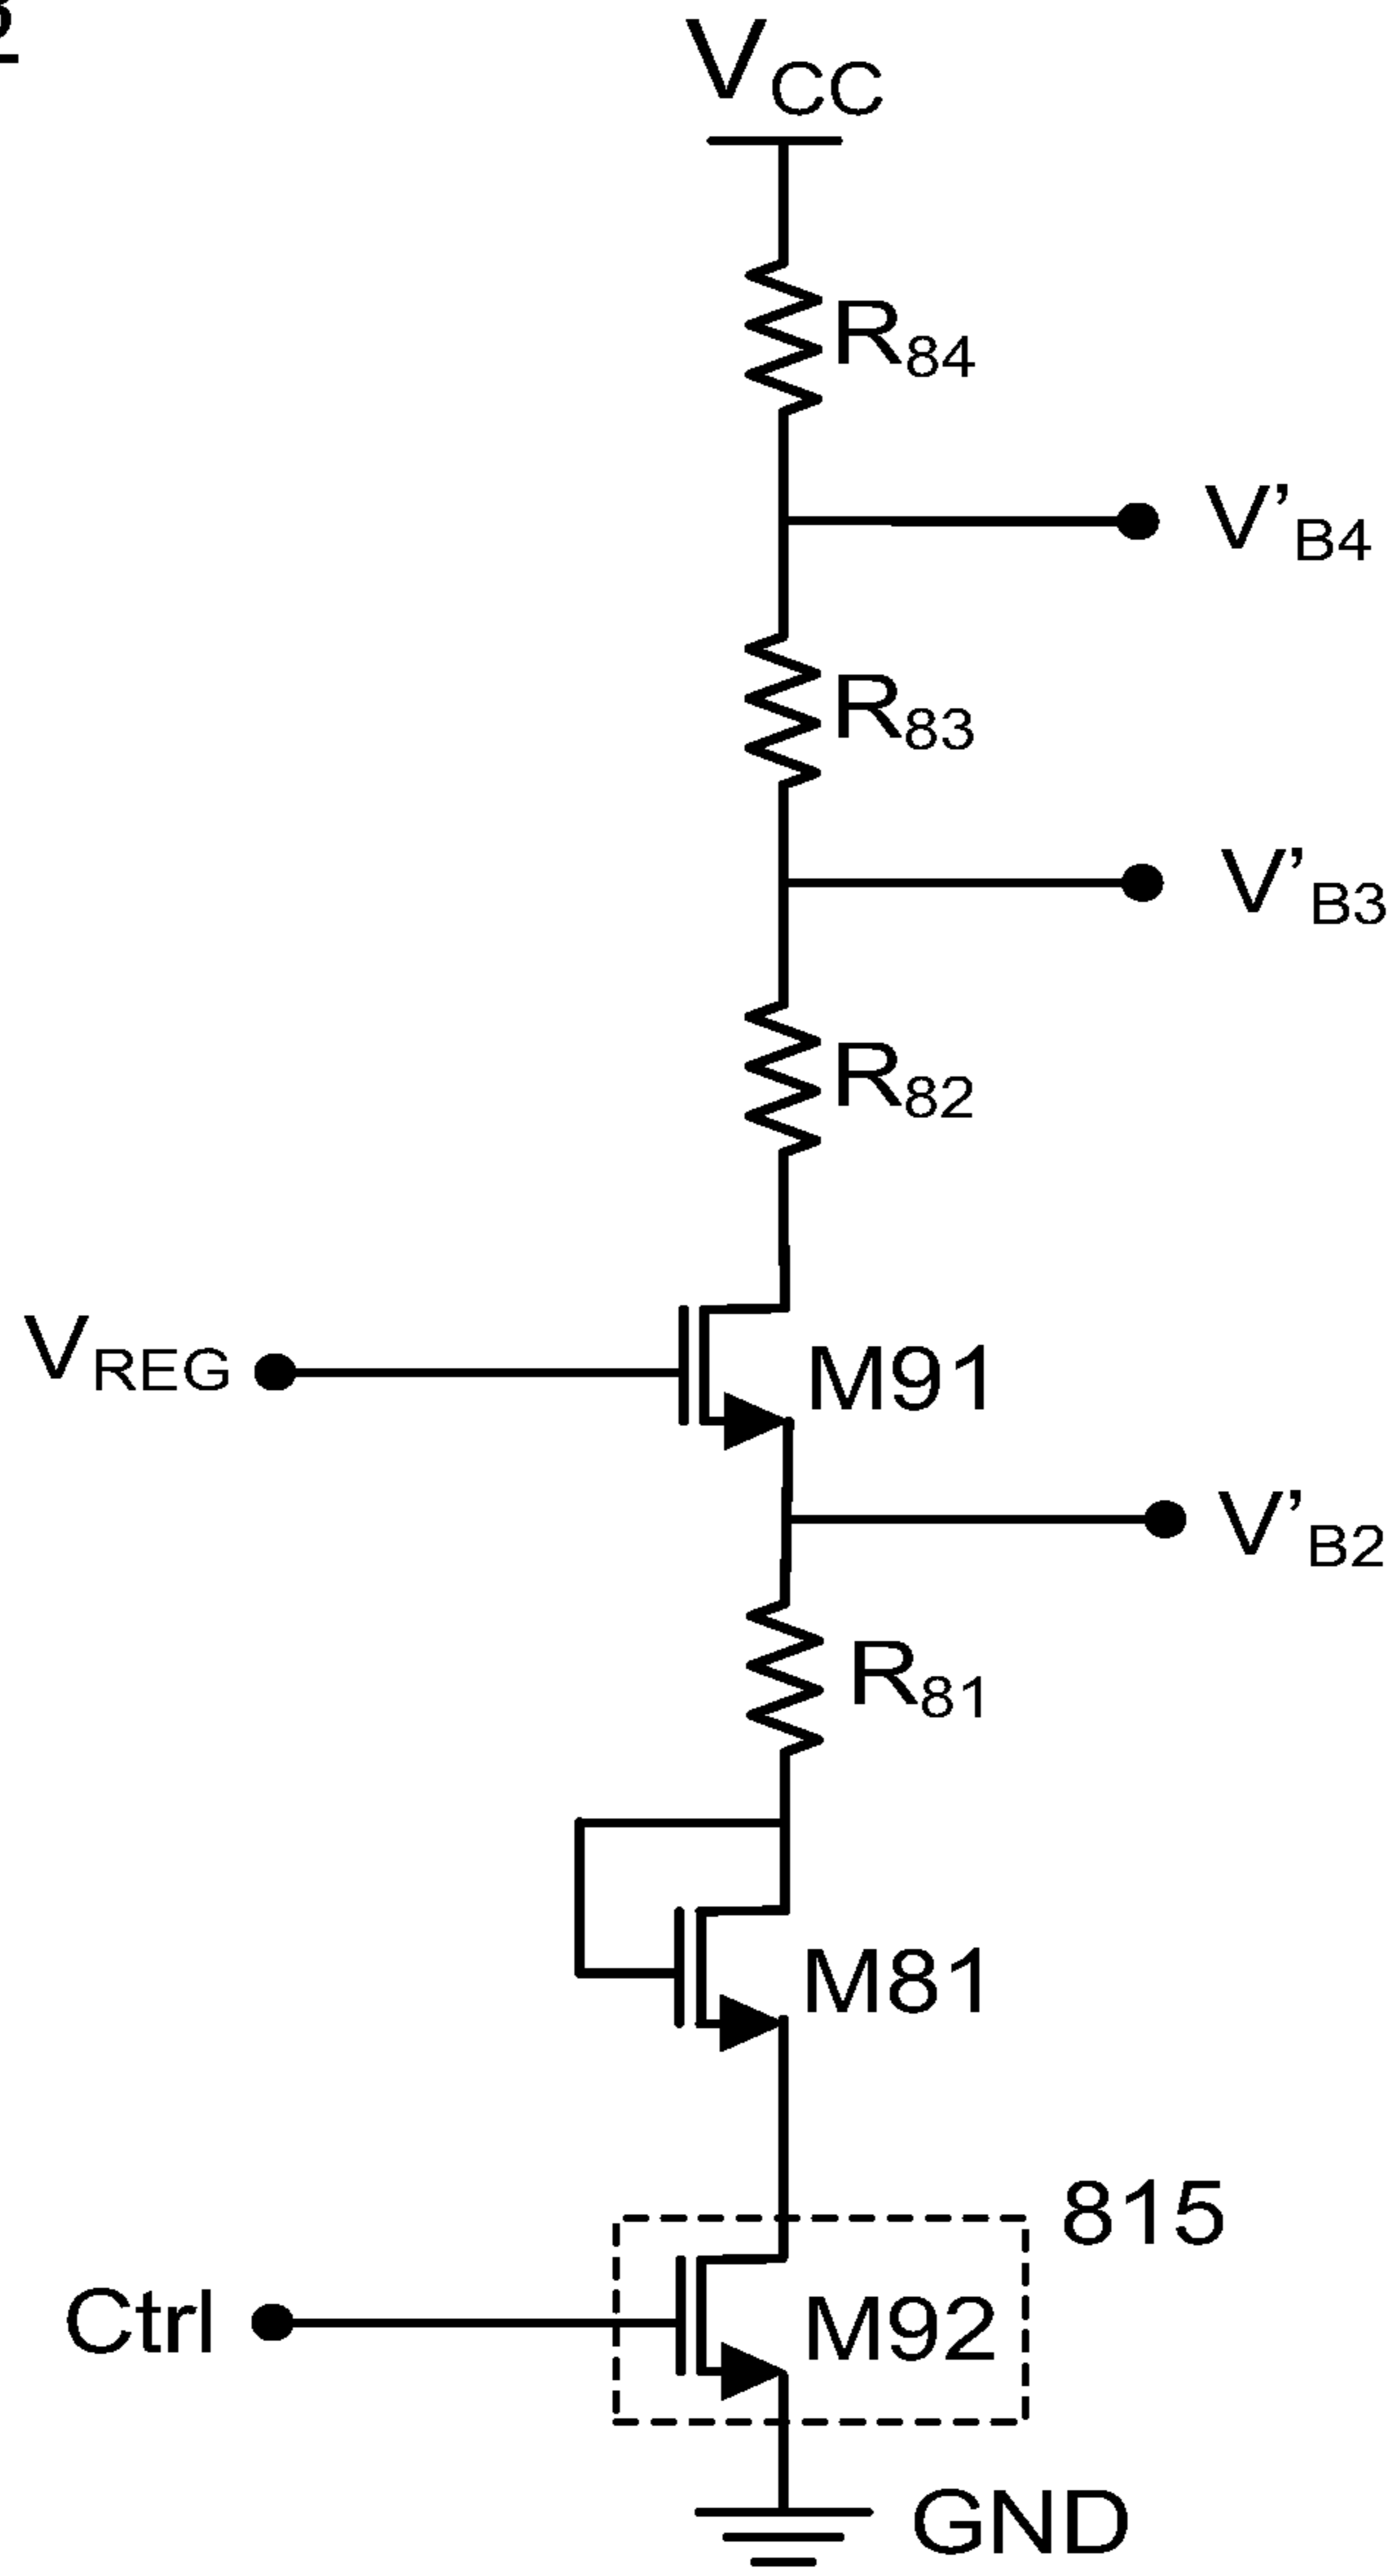 VCC
R84
V'B4
R83
V'B3
R82
VREG
M91
V'B2
R81
M81
815
Ctrl
M92
GND